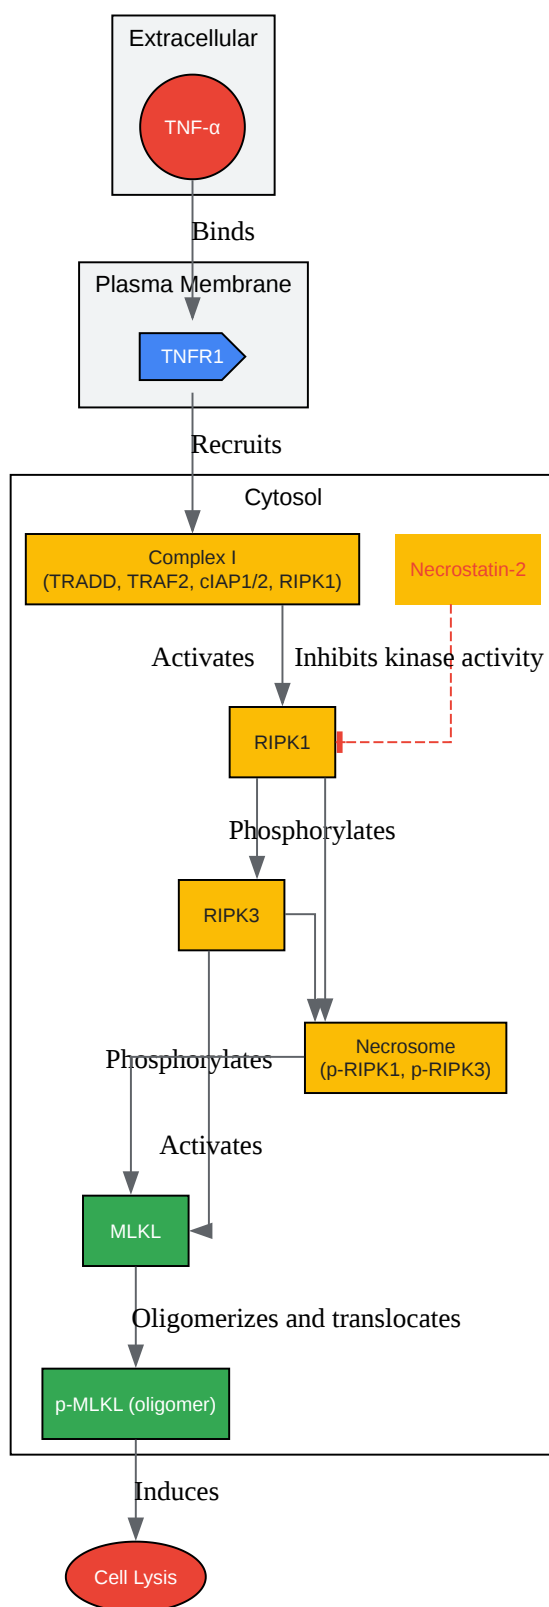 Extracellular
TNF-α
Binds
Plasma Membrane
TNFR1
Recruits
Cytosol
Complex I
(TRADD, TRAF2, cIAP1/2, RIPK1)
Necrostatin-2
Activates
Inhibits kinase activity
RIPK1
Phosphorylates
RIPK3
Necrosome
(p-RIPK1, p-RIPK3)
Phosphorylates
Activates
MLKL
Oligomerizes and translocates
p-MLKL (oligomer)
Induces
Cell Lysis